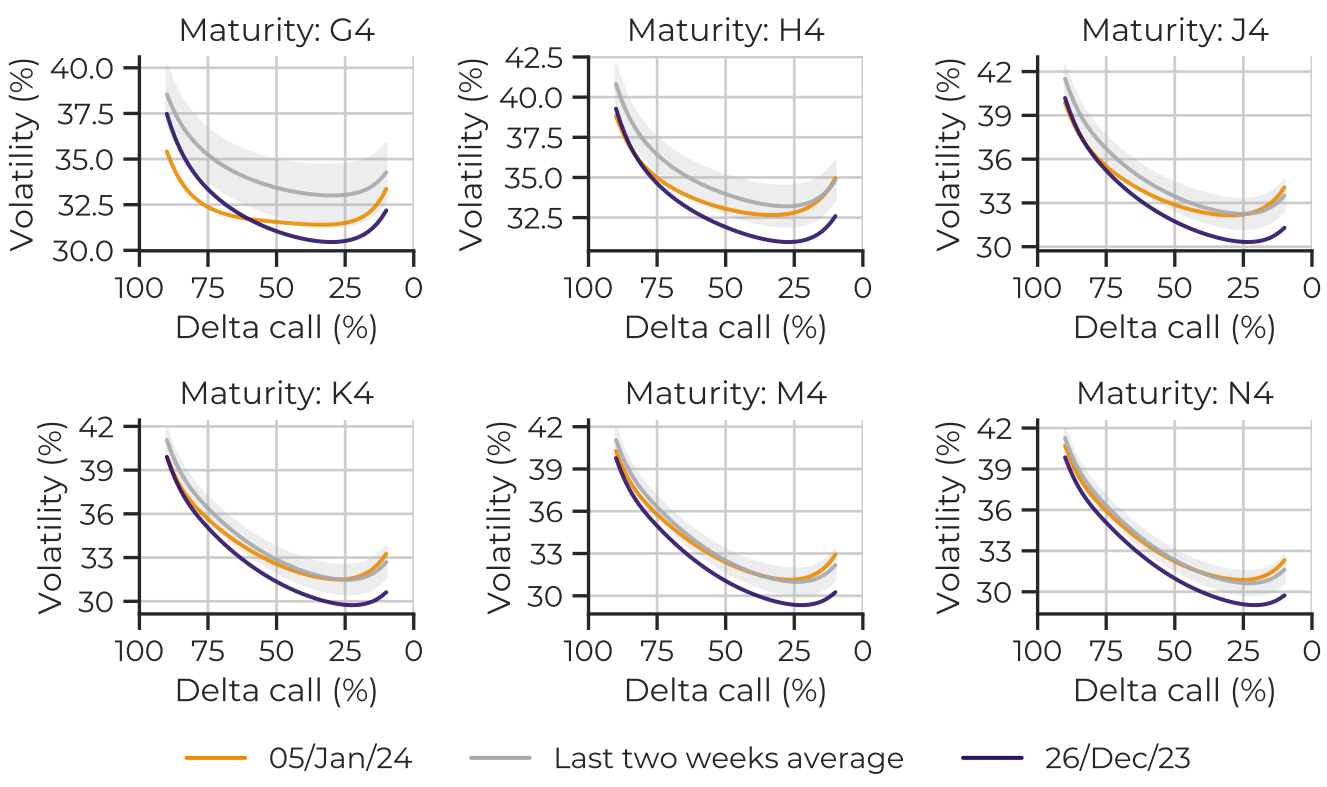 Maturity: G4
Volatility (%)
40.0
37.5
35.0
32.5
30.0
100 75 50 25 0
Delta call (%)
Maturity: H4
Volatility (%)
42.5
40.0
37.5
35.0
32.5
100 75 50 25 0
Delta call (%)
Maturity: J4
Volatility (%)
42
39
36
33
30
100 75 50 25 0
Delta call (%)
Maturity: K4
Volatility (%)
42
39
36
33
30
100 75 50 25 0
Delta call (%)
Maturity: M4
Volatility (%)
42
39
36
33
30
100 75 50 25 0
Delta call (%)
Maturity: N4
Volatility (%)
42
39
36
33
30
100 75 50 25 0
Delta call (%)
05/Jan/24 Last two weeks average 26/Dec/23